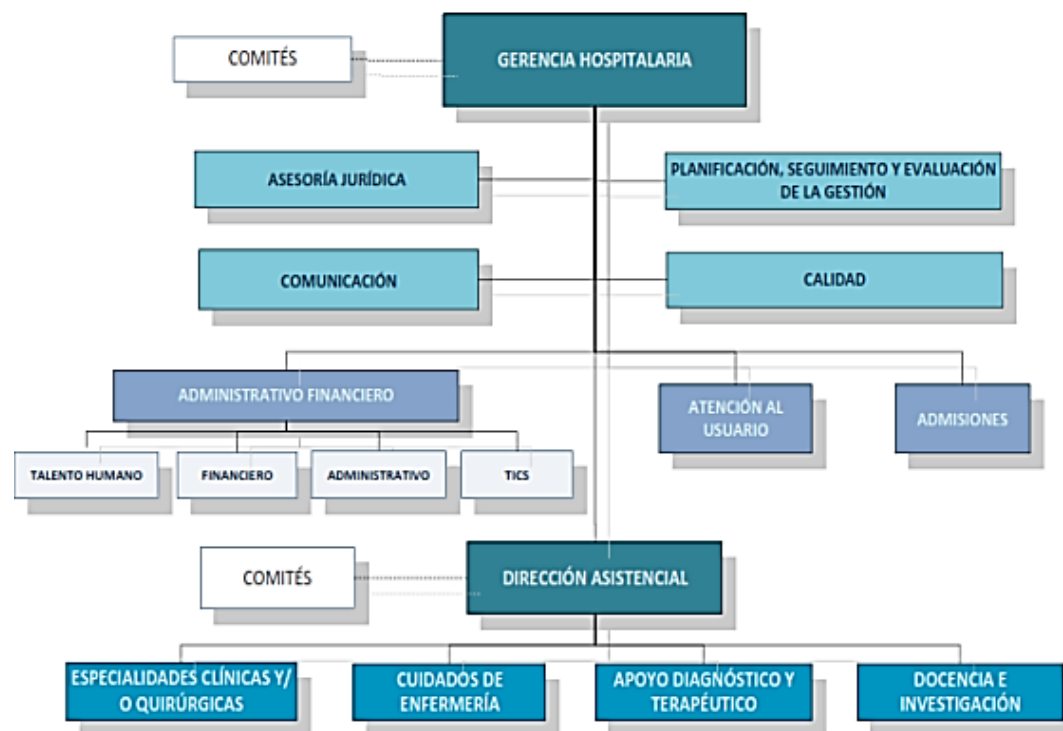 COMITÉS
GERENCIA HOSPITALARIA
ASESORÍA JURÍDICA
PLANIFICACIÓN, SEGUIMIENTO Y EVALUACIÓN
DE LA GESTIÓN
COMUNICACIÓN
CALIDAD
ADMINISTRATIVO FINANCIERO
ATENCIÓN AL
USUARIO
ADMISIONES
TALENTO HUMANO
FINANCIERO
ADMINISTRATIVO
TICS
COMITÉS
DIRECCIÓN ASISTENCIAL
ESPECIALIDADES CLÍNICAS Y/
O QUIRÚRGICAS
CUIDADOS DE
ENFERMERÍA
APOYO DIAGNÓSTICO Y
TERAPÉUTICO
DOCENCIA E
INVESTIGACIÓN